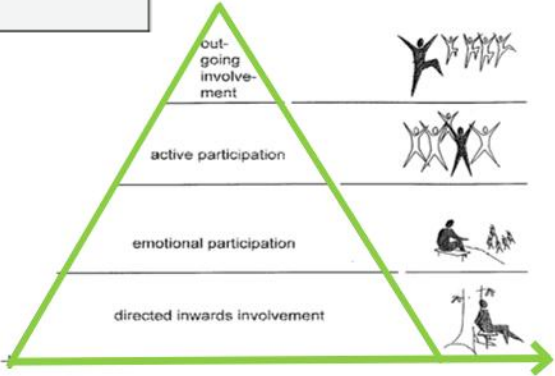 out-
going
involve-
ment
active participation
emotional participation
directed inwards involvement